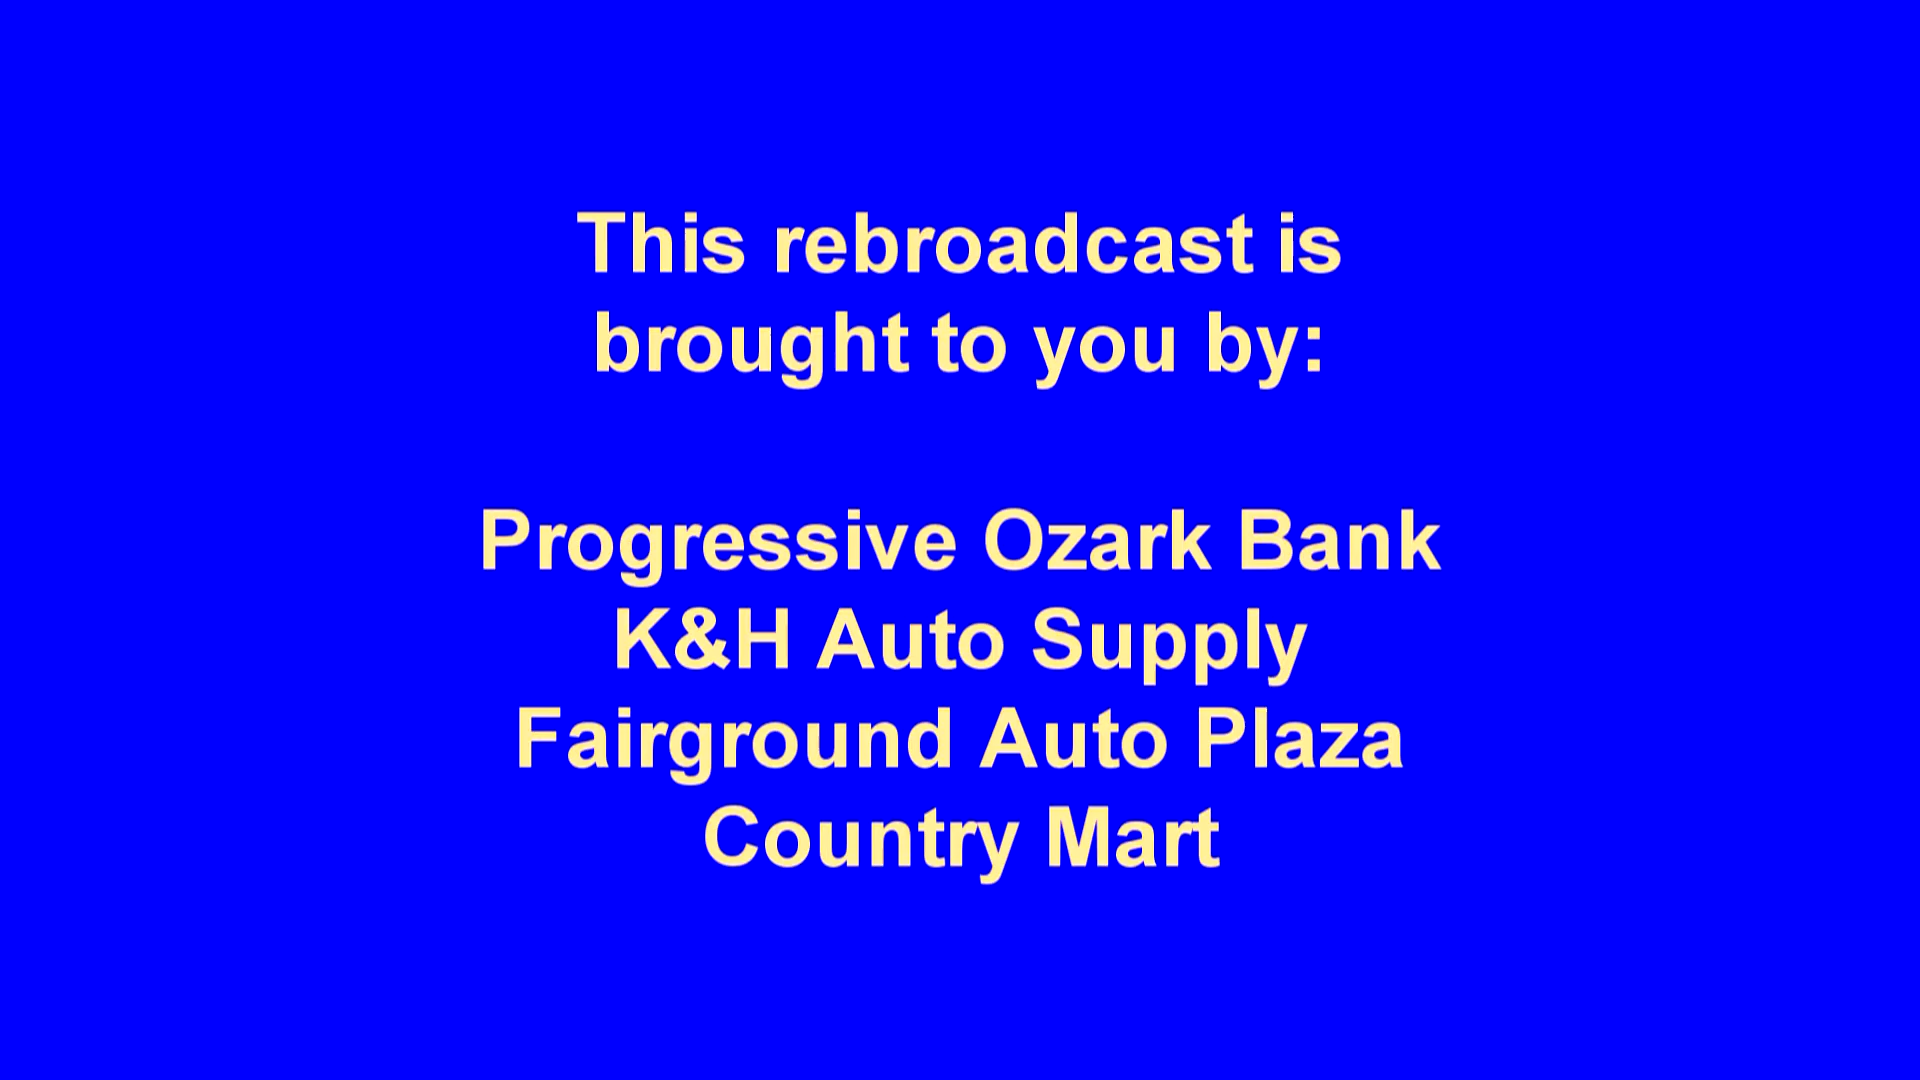 This rebroadcast is
brought to you by:
Progressive Ozark Bank
K&H Auto Supply
Fairground Auto Plaza
Country Mart